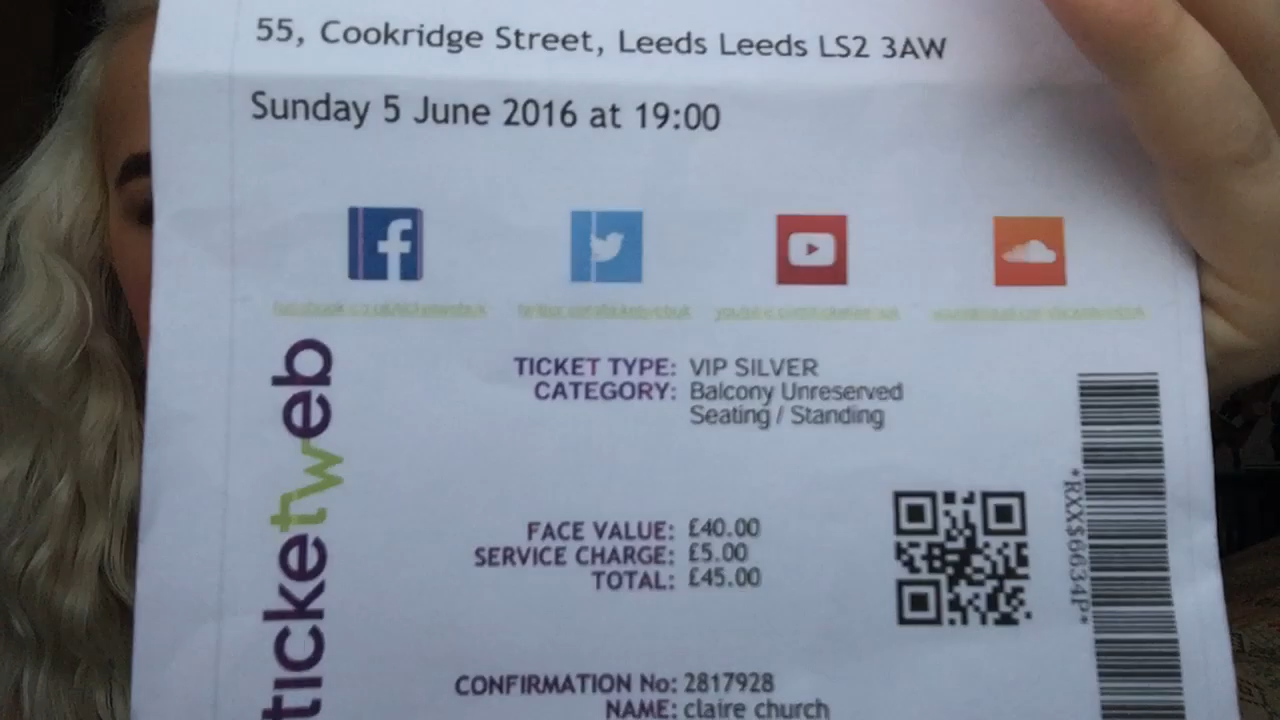 55, Cookridge Street, Leeds Leeds LS2 3AW
Sunday 5 June 2016 at 19:00
ticketweb
TICKET TYPE: VIP SILVER
CATEGORY: Balcony Unreserved
Seating / Standing
FACE VALUE: £40.00
SERVICE CHARGE: £5.00
TOTAL: £45.00
*RXX$6634P*
CONFIRMATION No: 2817928
NAME: claire church